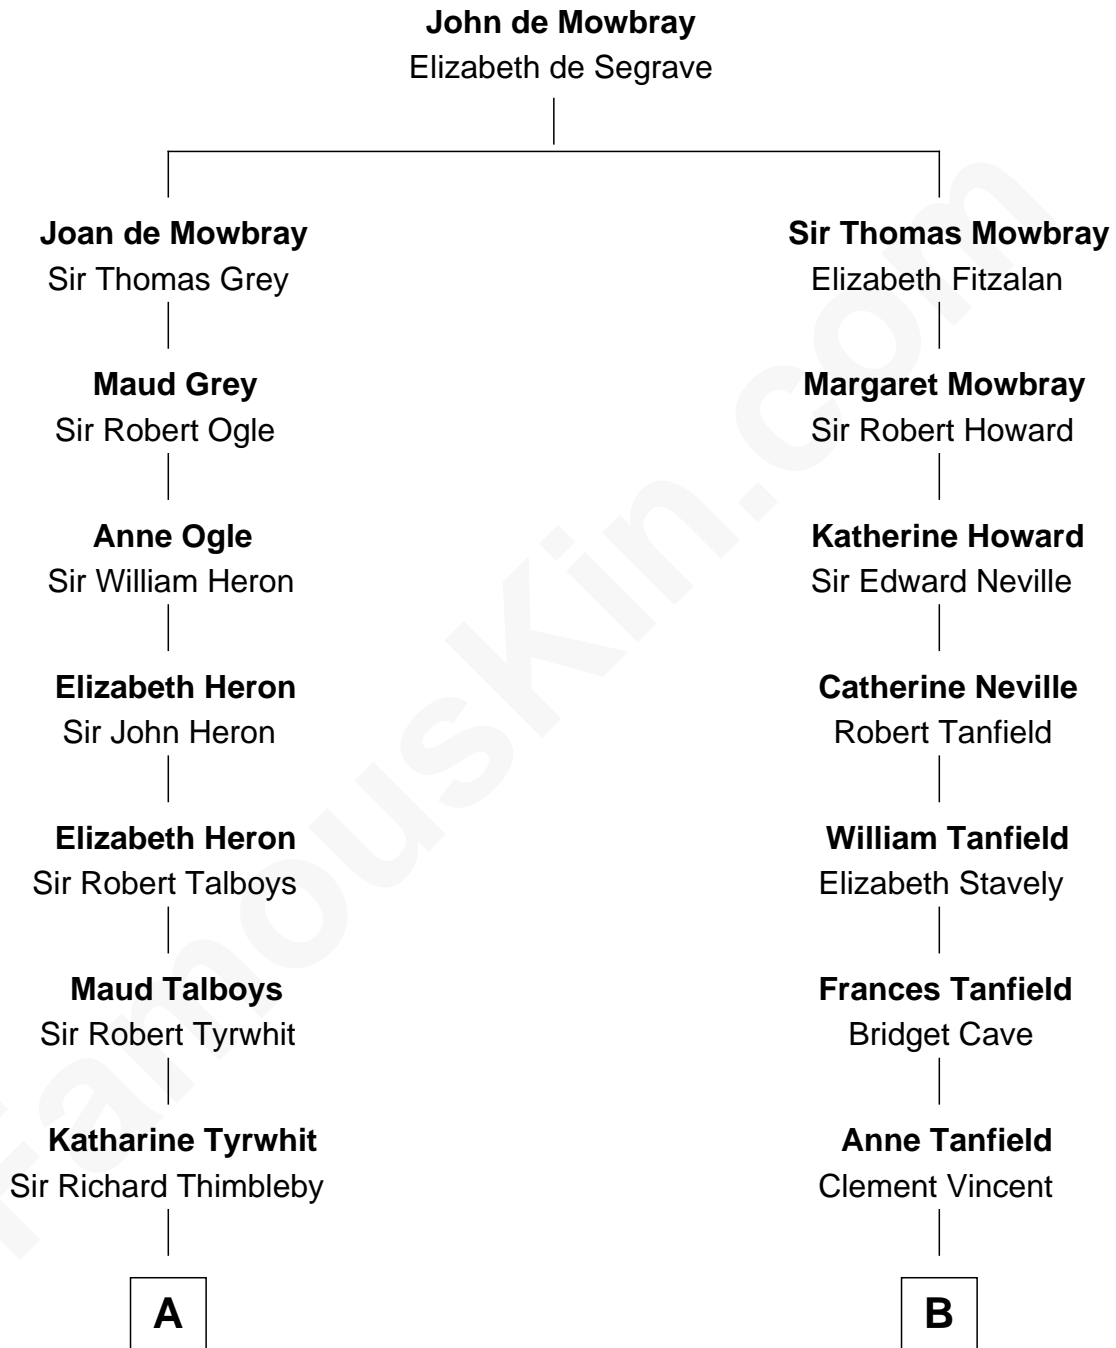 John de Mowbray
Elizabeth de Segrave
Joan de Mowbray
Sir Thomas Grey
Sir Thomas Mowbray
Elizabeth Fitzalan
Maud Grey
Sir Robert Ogle
Margaret Mowbray
Sir Robert Howard
Anne Ogle
Sir William Heron
Katherine Howard
Sir Edward Neville
Elizabeth Heron
Sir John Heron
Catherine Neville
Robert Tanfield
Elizabeth Heron
Sir Robert Talboys
William Tanfield
Elizabeth Stavely
Maud Talboys
Sir Robert Tyrwhit
Frances Tanfield
Bridget Cave
Katharine Tyrwhit
Sir Richard Thimbleby
Anne Tanfield
Clement Vincent
A
B
FamousKin.com